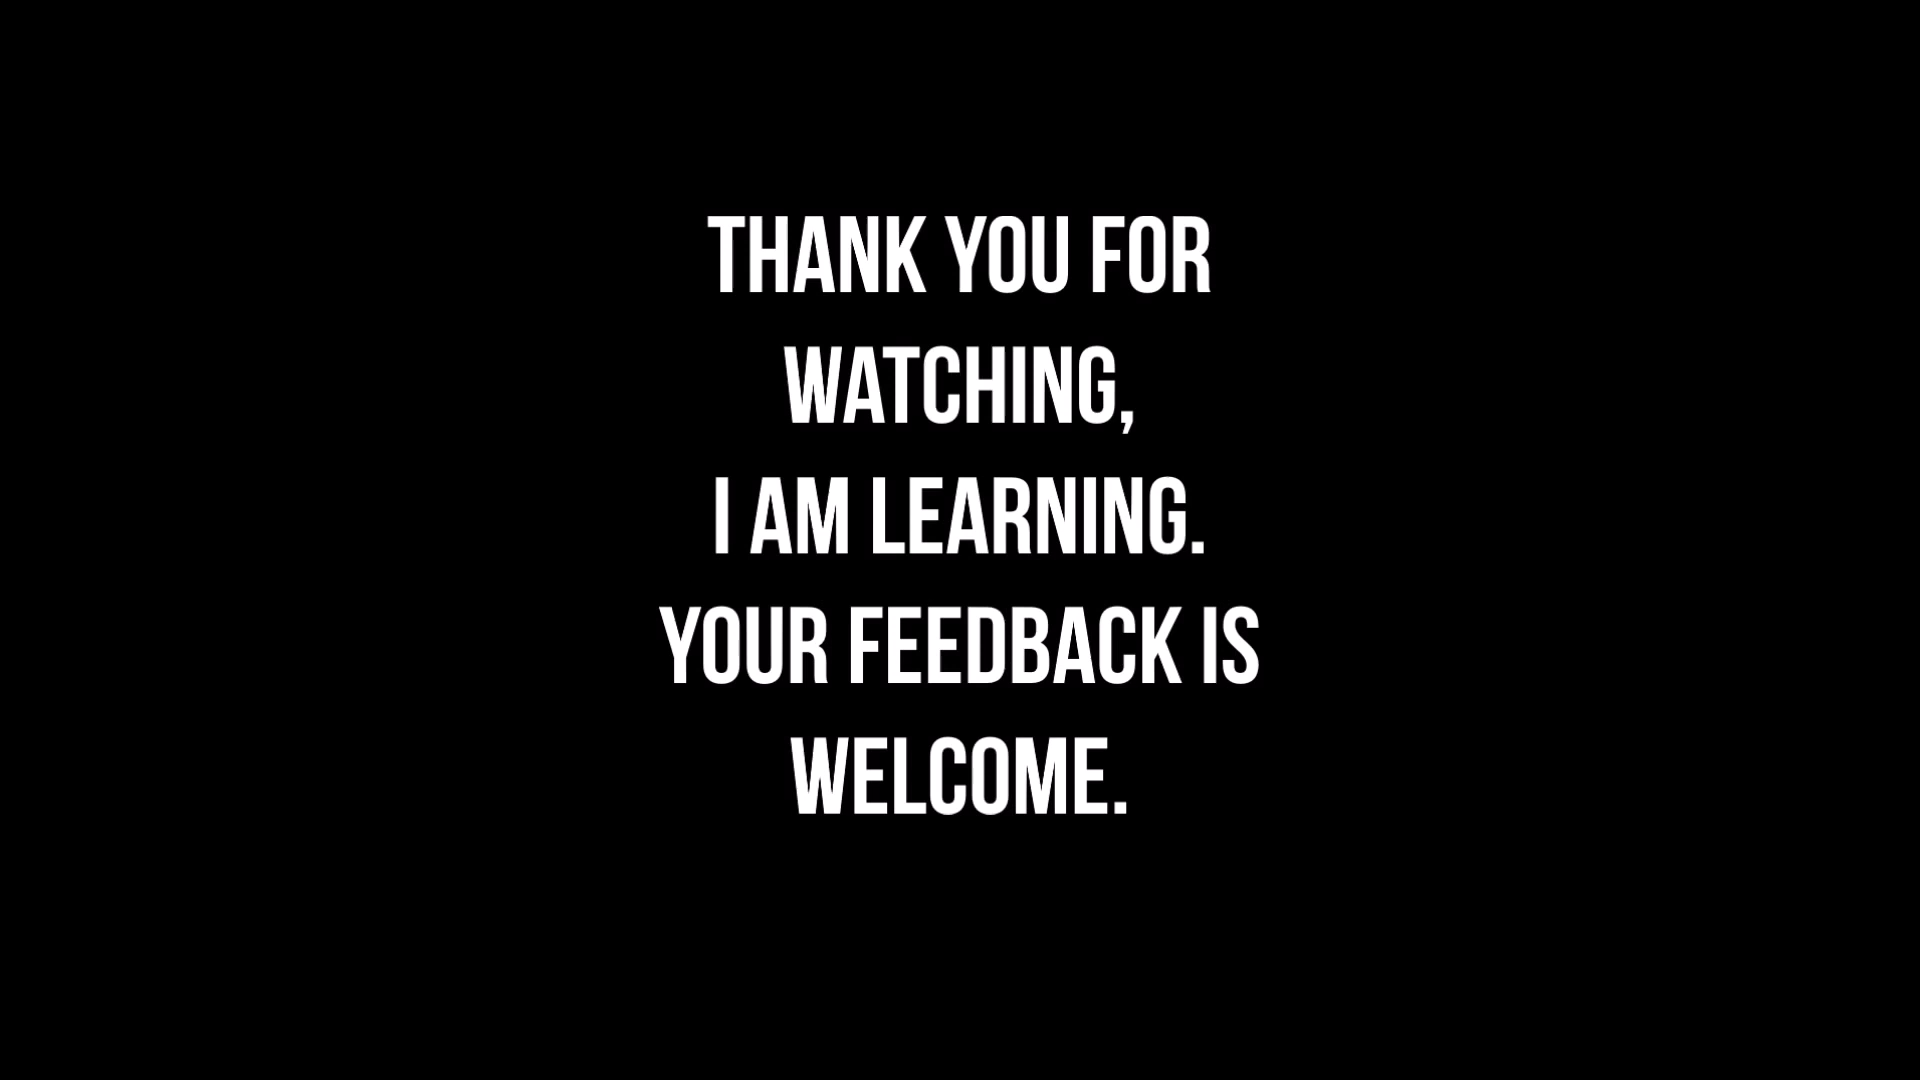 THANK YOU FOR
WATCHING,
I AM LEARNING.
YOUR FEEDBACK IS
WELCOME.